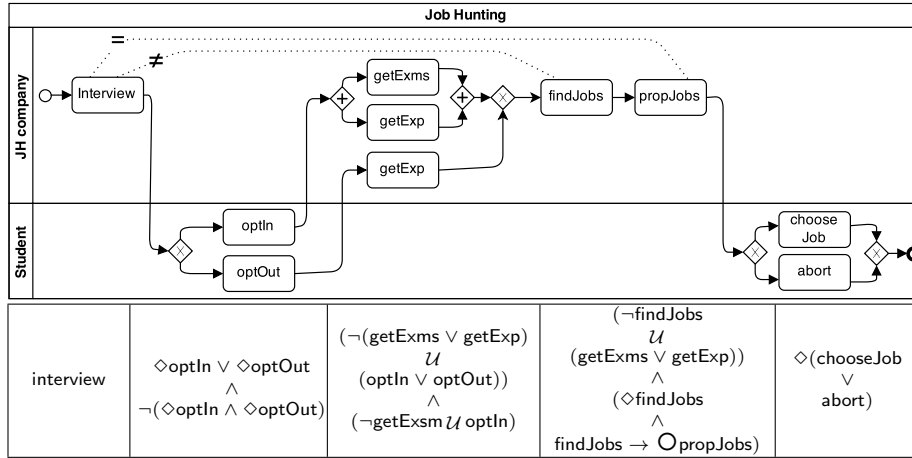 Job Hunting
JH company
=
≠
Interview
getExms
getExp
getExp
findJobs
propJobs
Student
optIn
optOut
choose
Job
abort
interview
◇optIn ∨ ◇optOut
∧
¬(◇optIn ∧ ◇optOut)
(¬(getExms ∨ getExp)
𝒰
(optIn ∨ optOut))
∧
(¬getExsm 𝒰 optIn)
(¬findJobs
𝒰
(getExms ∨ getExp))
∧
(◇findJobs
∧
findJobs → ○propJobs)
◇(chooseJob
∨
abort)